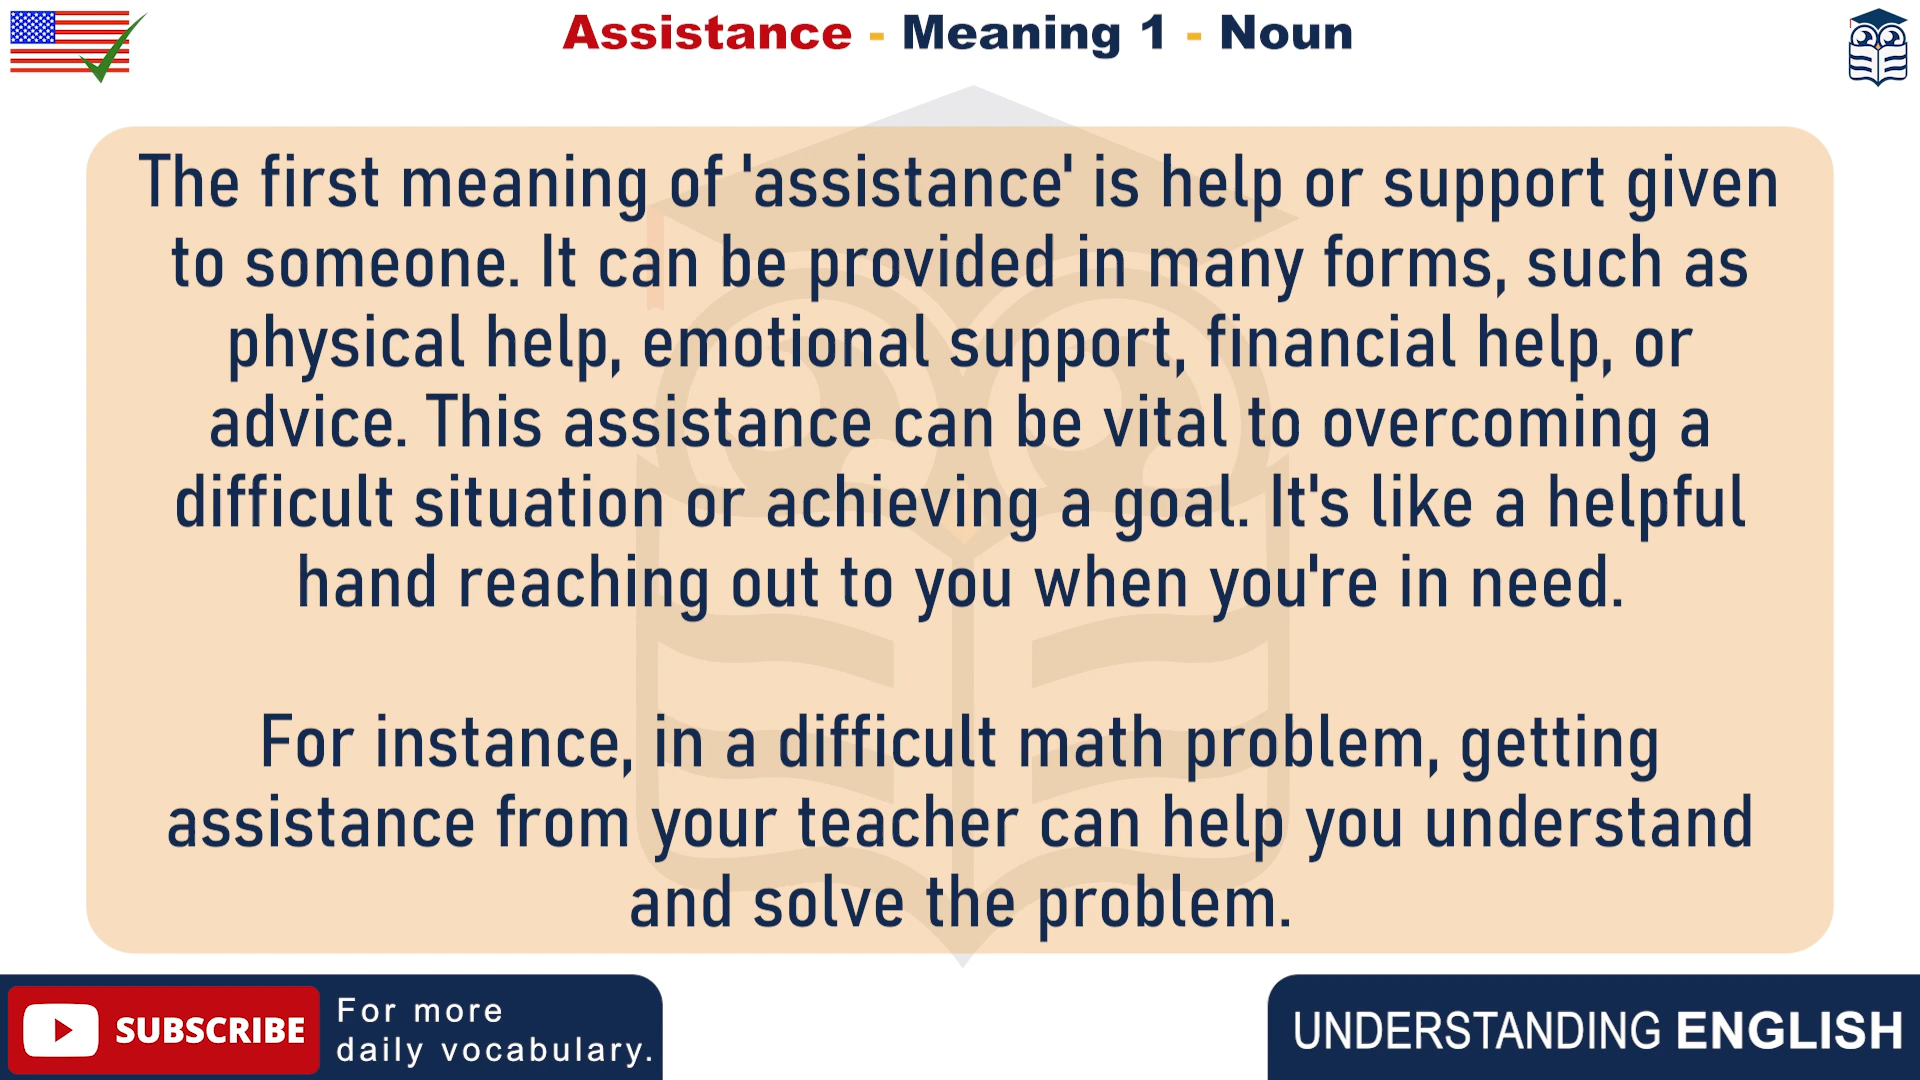 Assistance - Meaning 1 - Noun
The first meaning of 'assistance' is help or support given
to someone. It can be provided in many forms, such as
physical help, emotional support, financial help, or
advice. This assistance can be vital to overcoming a
difficult situation or achieving a goal. It's like a helpful
hand reaching out to you when you're in need.
For instance, in a difficult math problem, getting
assistance from your teacher can help you understand
and solve the problem.
SUBSCRIBE
For more
daily vocabulary.
UNDERSTANDING ENGLISH